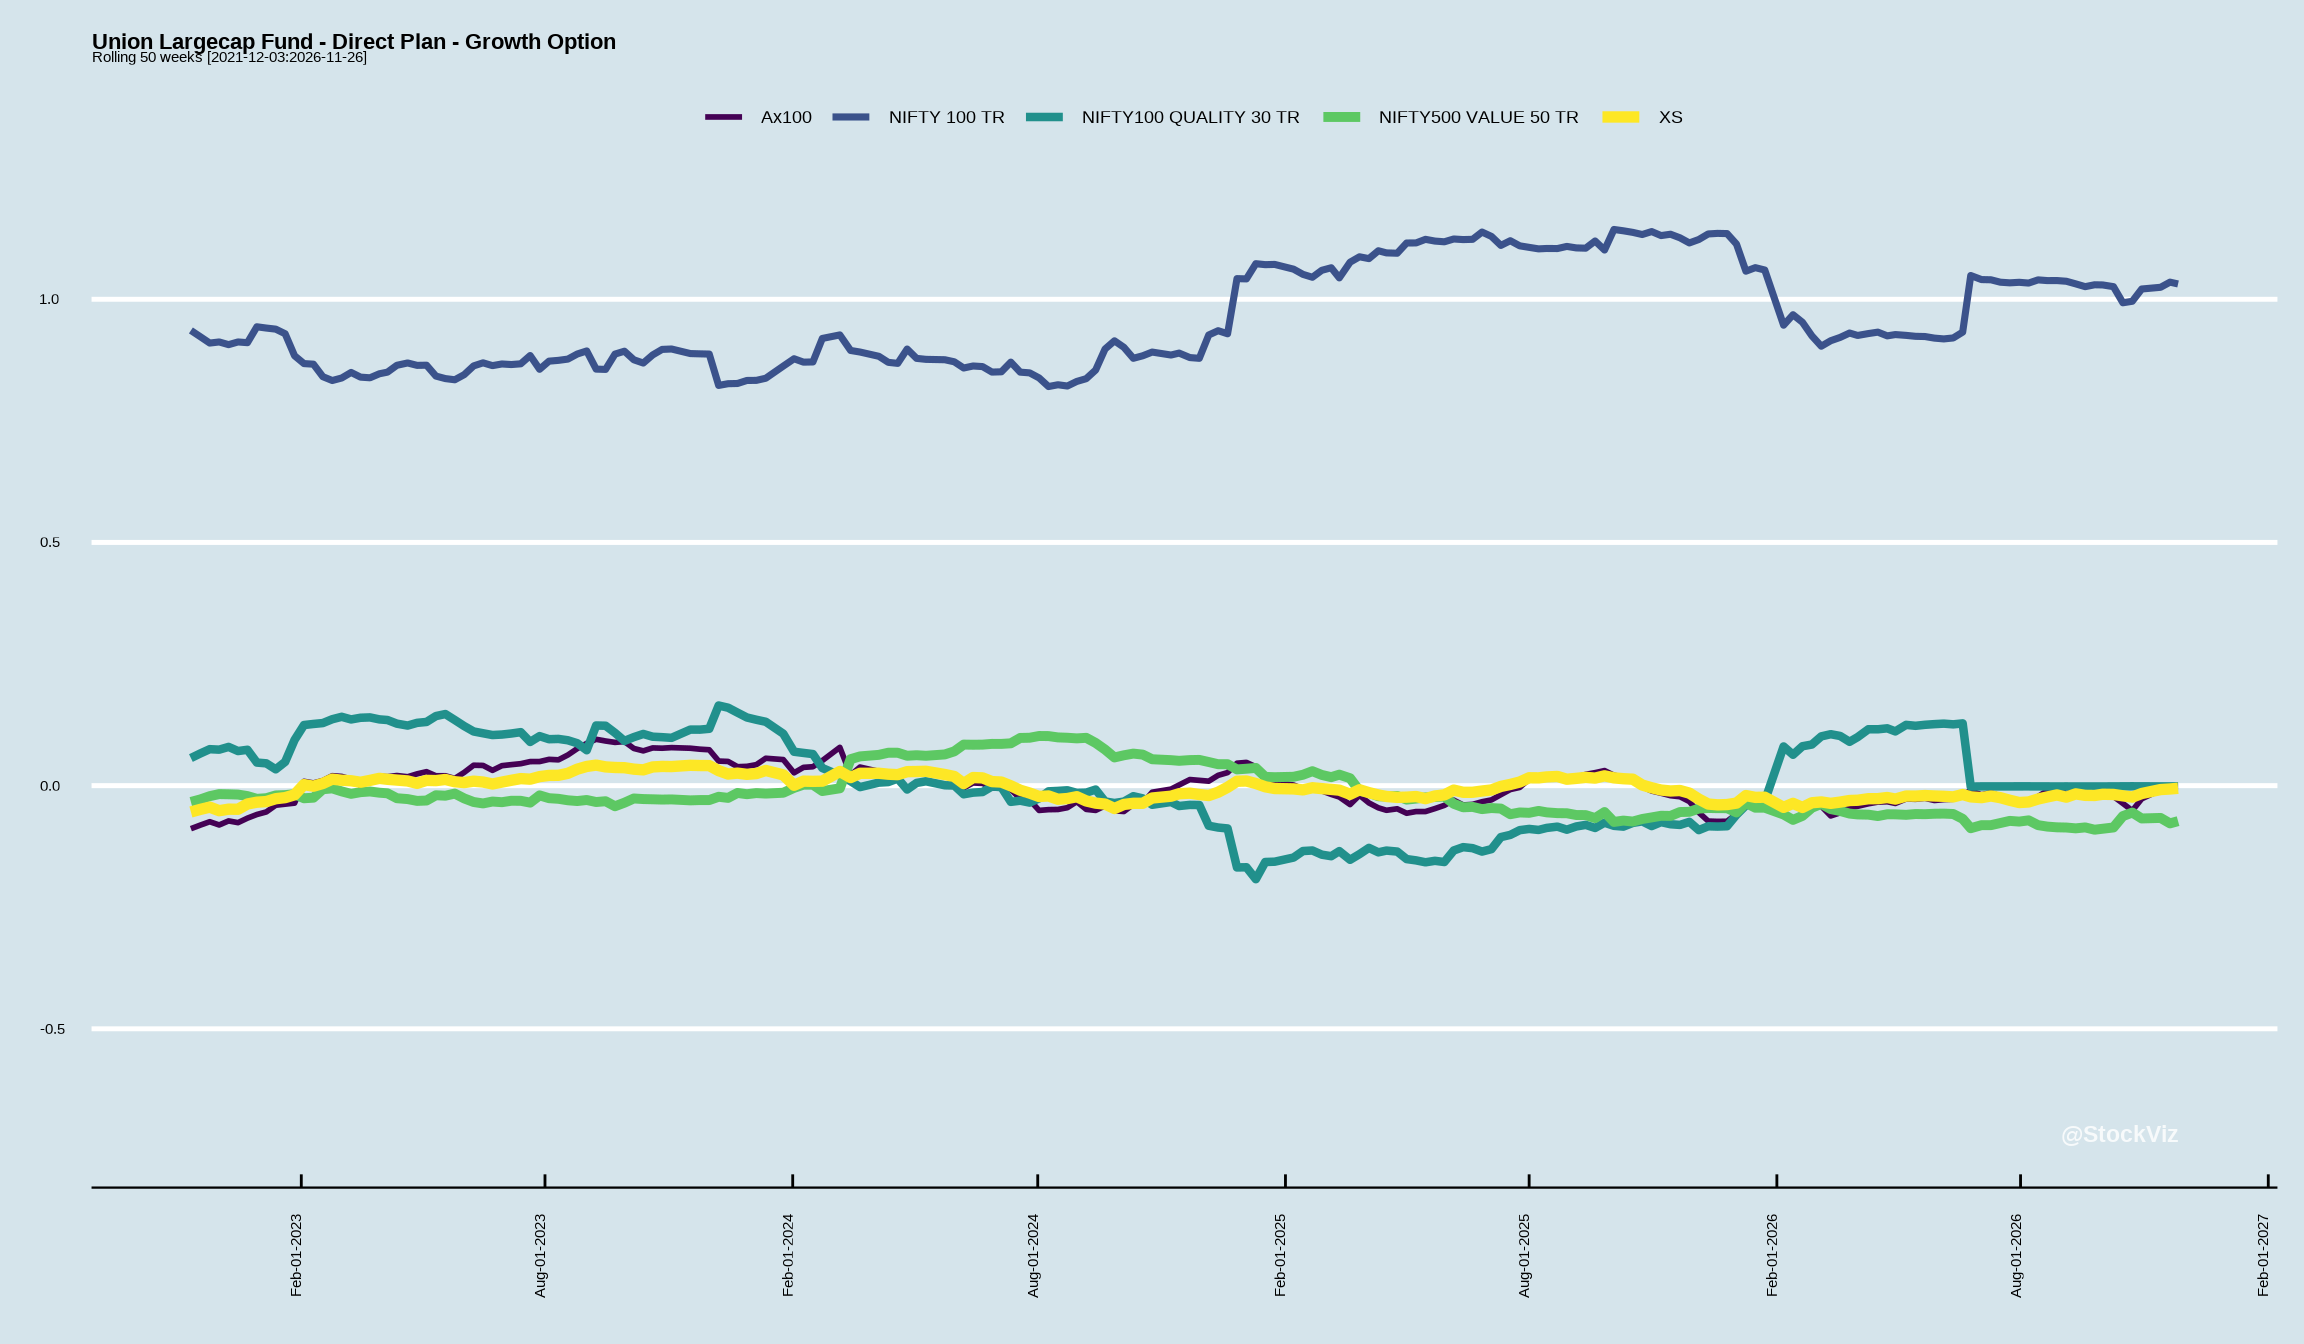 Union Largecap Fund - Direct Plan - Growth Option
Rolling 50 weeks [2021-12-03:2026-11-26]
Ax100 NIFTY 100 TR NIFTY100 QUALITY 30 TR NIFTY500 VALUE 50 TR XS
1.0
0.5
0.0
-0.5
@StockViz
Feb-01-2023
Aug-01-2023
Feb-01-2024
Aug-01-2024
Feb-01-2025
Aug-01-2025
Feb-01-2026
Aug-01-2026
Feb-01-2027